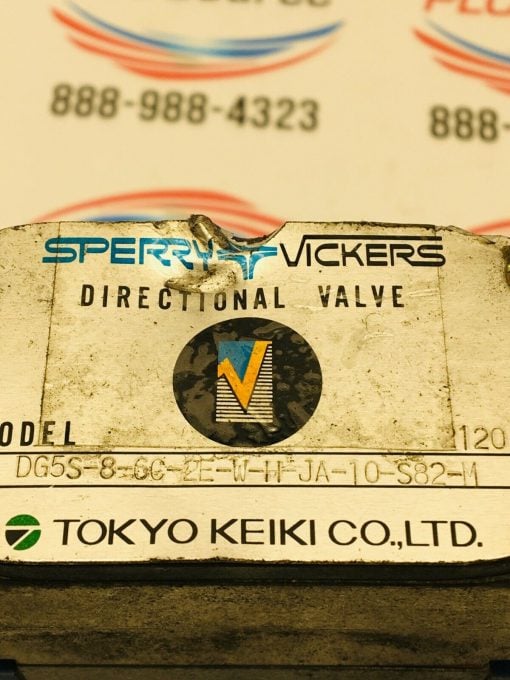 888-988-4323
888-
SPERRY VICKERS
DIRECTIONAL VALVE
ODEL
120
DG5S-8-6C-2E-W-H-JA-10-S82-M
TOKYO KEIKI CO.,LTD.